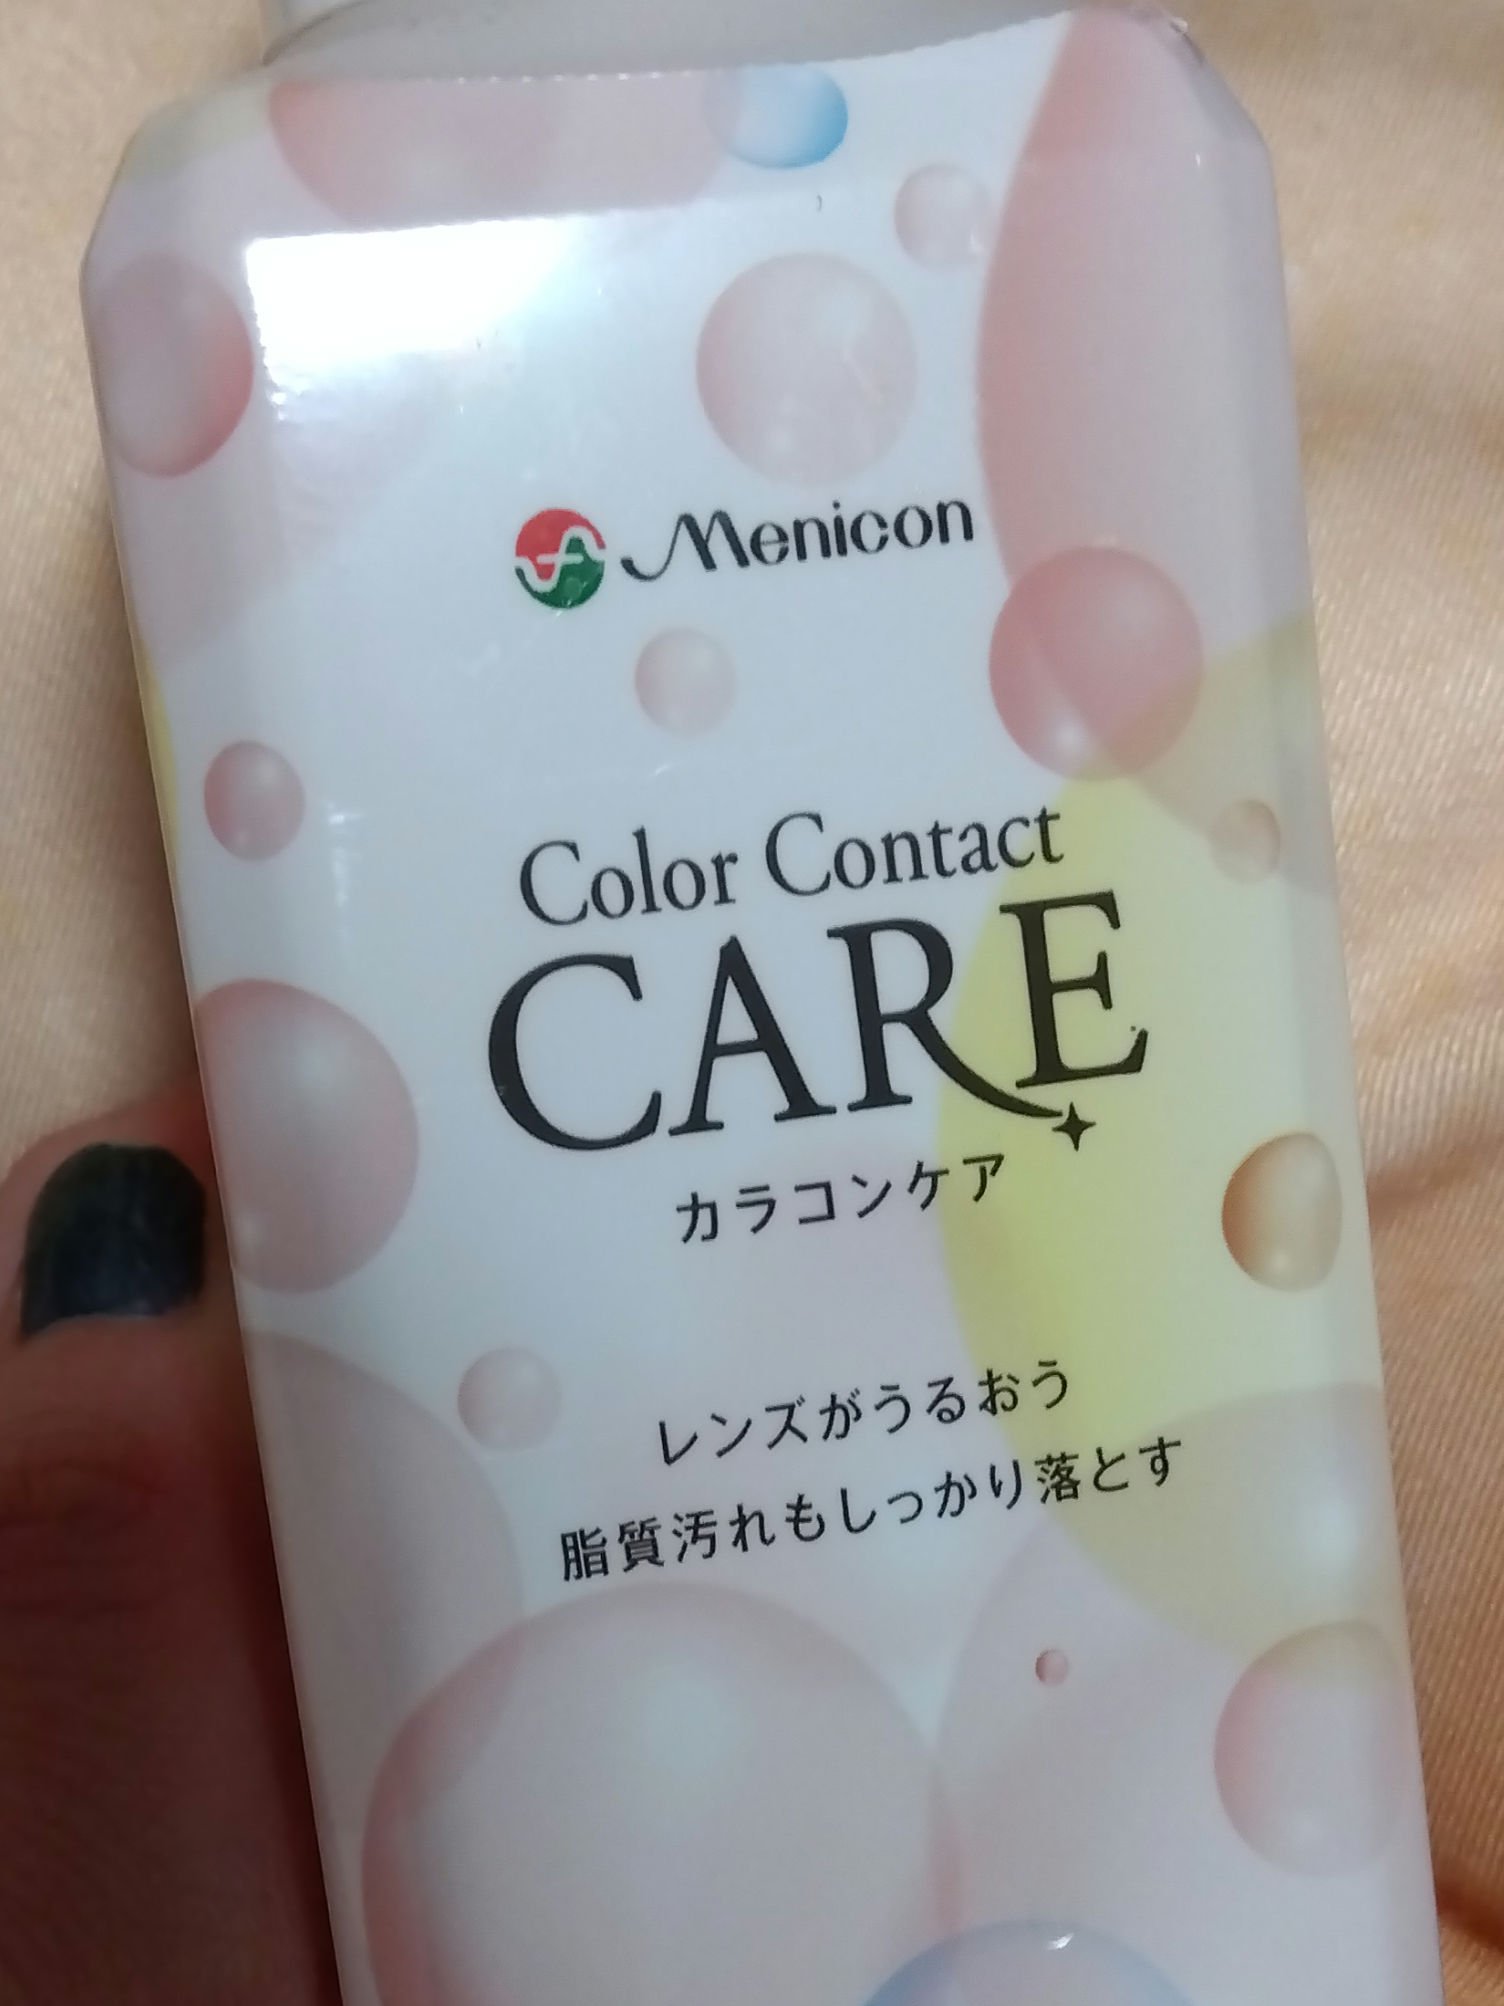 Menicon
Color Contact
CARE
カラコンケア
レンズがうるおう
脂質汚れもしっかり落とす